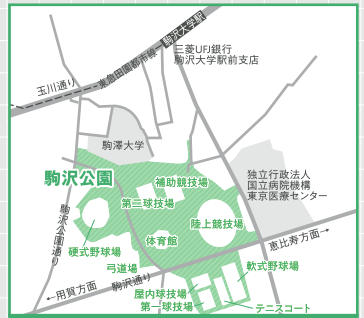 駒沢大学駅
三菱UFJ銀行
駒沢大学駅前支店
東急田園都市線
玉川通り
駒澤大学
駒沢公園
補助競技場
第二球技場
独立行政法人
国立病院機構
東京医療センター
駒沢公園通り
陸上競技場
体育館
硬式野球場
恵比寿方面→
弓道場
軟式野球場
駒沢通り
←用賀方面
屋内球技場
第一球技場
テニスコート